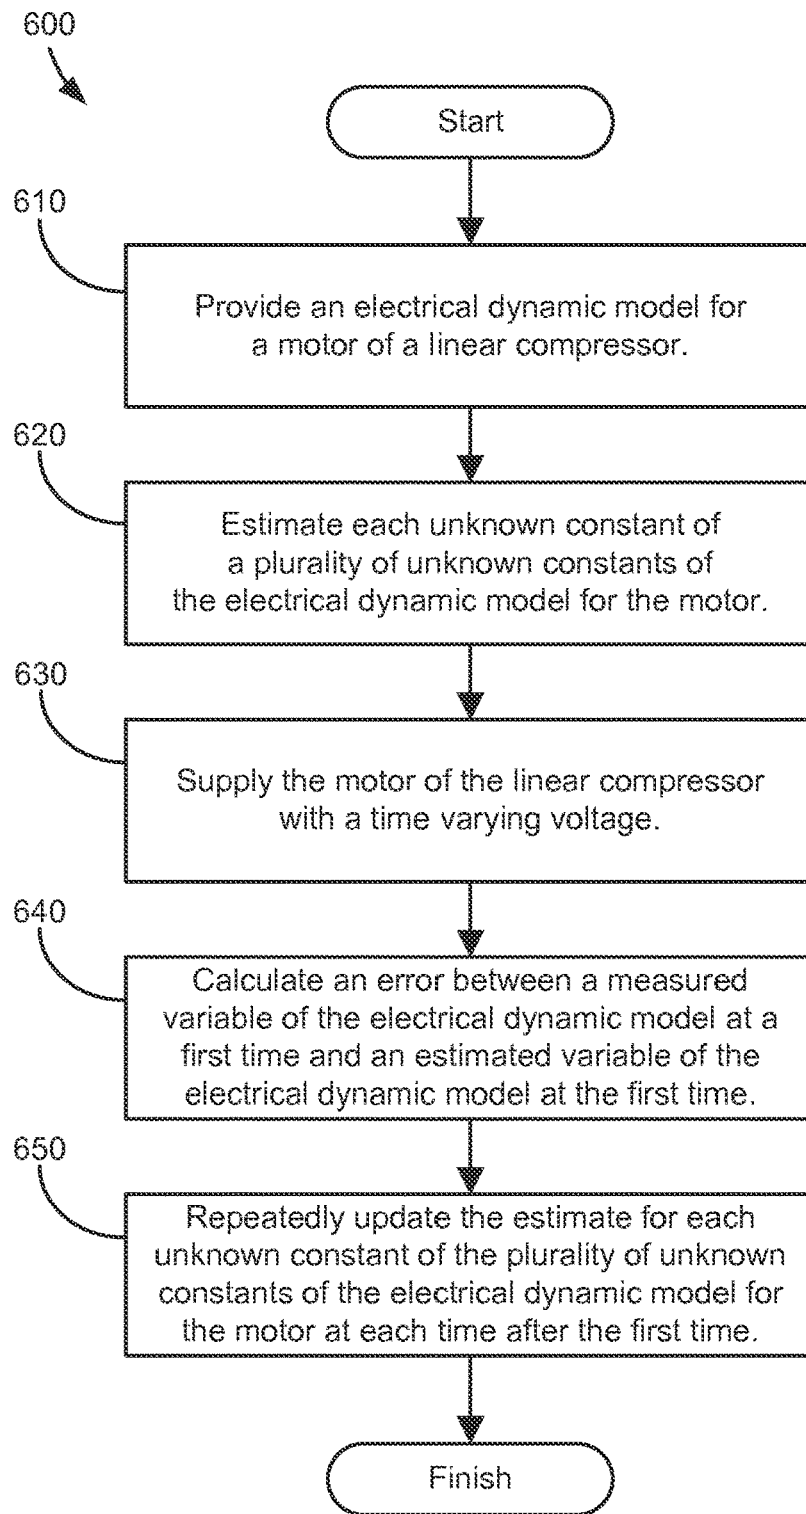 600
Start
610
Provide an electrical dynamic model for
a motor of a linear compressor.
620
Estimate each unknown constant of
a plurality of unknown constants of
the electrical dynamic model for the motor.
630
Supply the motor of the linear compressor
with a time varying voltage.
640
Calculate an error between a measured
variable of the electrical dynamic model at a
first time and an estimated variable of the
electrical dynamic model at the first time.
650
Repeatedly update the estimate for each
unknown constant of the plurality of unknown
constants of the electrical dynamic model for
the motor at each time after the first time.
Finish